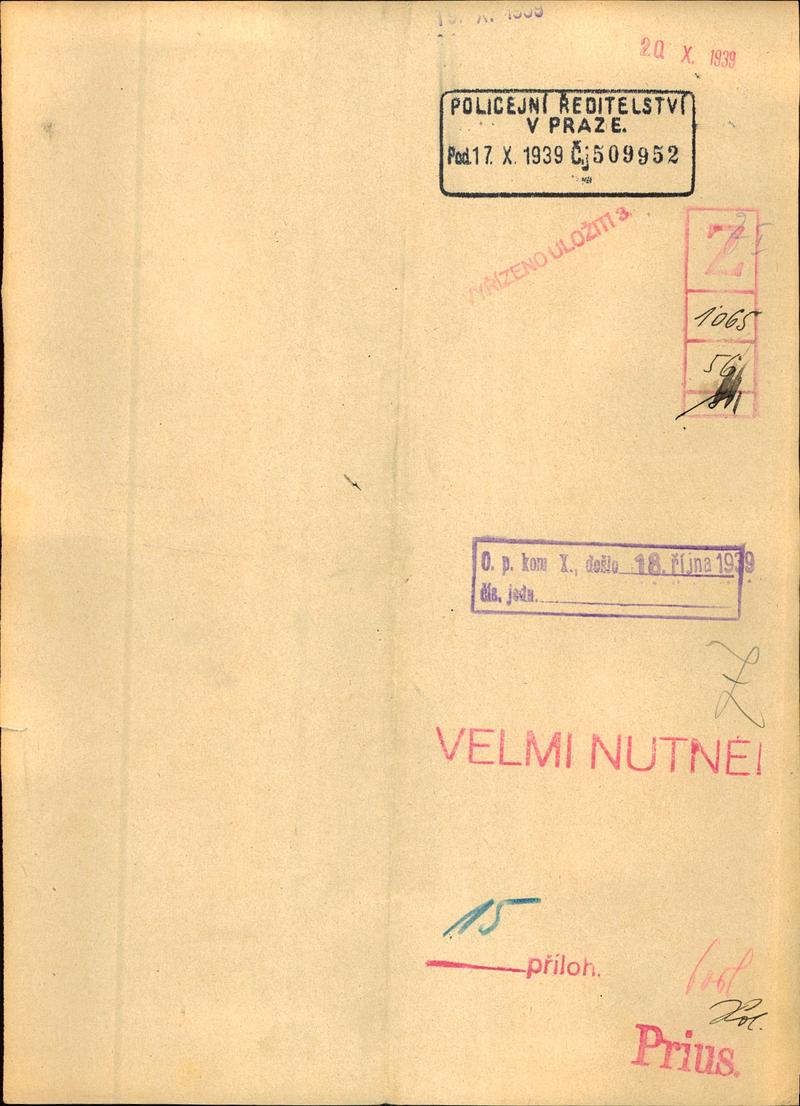 X. 1939
20 X. 1939
POLICEJNÍ ŘEDITELSTVÍ
V PRAZE.
Pod. 17. X. 1939 Čj 509952
VYŘÍZENO ULOŽITI 3.
Z
1065
56
O. p. kom X., došlo 18. října 1939
čís. jedn.
VELMI NUTNÉ!
15
příloh.
Prius.